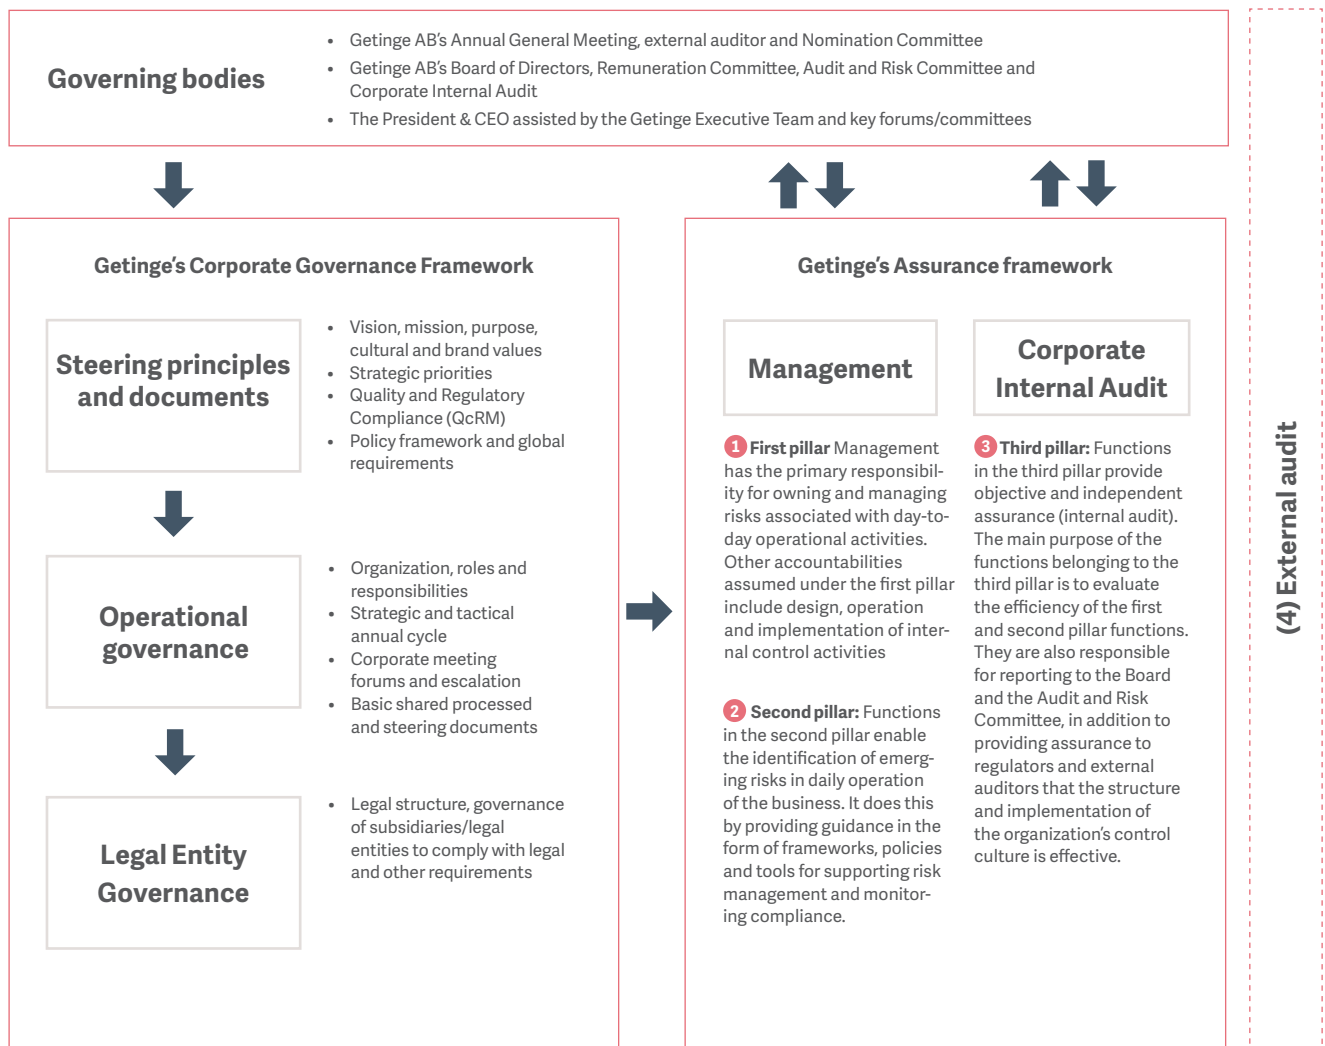 Governing bodies
• Getinge AB’s Annual General Meeting, external auditor and Nomination Committee
• Getinge AB’s Board of Directors, Remuneration Committee, Audit and Risk Committee and
Corporate Internal Audit
• The President & CEO assisted by the Getinge Executive Team and key forums/committees
Getinge’s Corporate Governance Framework
Steering principles
and documents
• Vision, mission, purpose,
cultural and brand values
• Strategic priorities
• Quality and Regulatory
Compliance (QcRM)
• Policy framework and global
requirements
Operational
governance
• Organization, roles and
responsibilities
• Strategic and tactical
annual cycle
• Corporate meeting
forums and escalation
• Basic shared processed
and steering documents
Legal Entity
Governance
• Legal structure, governance
of subsidiaries/legal
entities to comply with legal
and other requirements
Getinge’s Assurance framework
Management
1 First pillar Management
has the primary responsibil-
ity for owning and managing
risks associated with day-to-
day operational activities.
Other accountabilities
assumed under the first pillar
include design, operation
and implementation of inter-
nal control activities
2 Second pillar: Functions
in the second pillar enable
the identification of emerg-
ing risks in daily operation
of the business. It does this
by providing guidance in the
form of frameworks, policies
and tools for supporting risk
management and monitor-
ing compliance.
Corporate
Internal Audit
3 Third pillar: Functions
in the third pillar provide
objective and independent
assurance (internal audit).
The main purpose of the
functions belonging to the
third pillar is to evaluate
the efficiency of the first
and second pillar functions.
They are also responsible
for reporting to the Board
and the Audit and Risk
Committee, in addition to
providing assurance to
regulators and external
auditors that the structure
and implementation of
the organization’s control
culture is effective.
(4) External audit